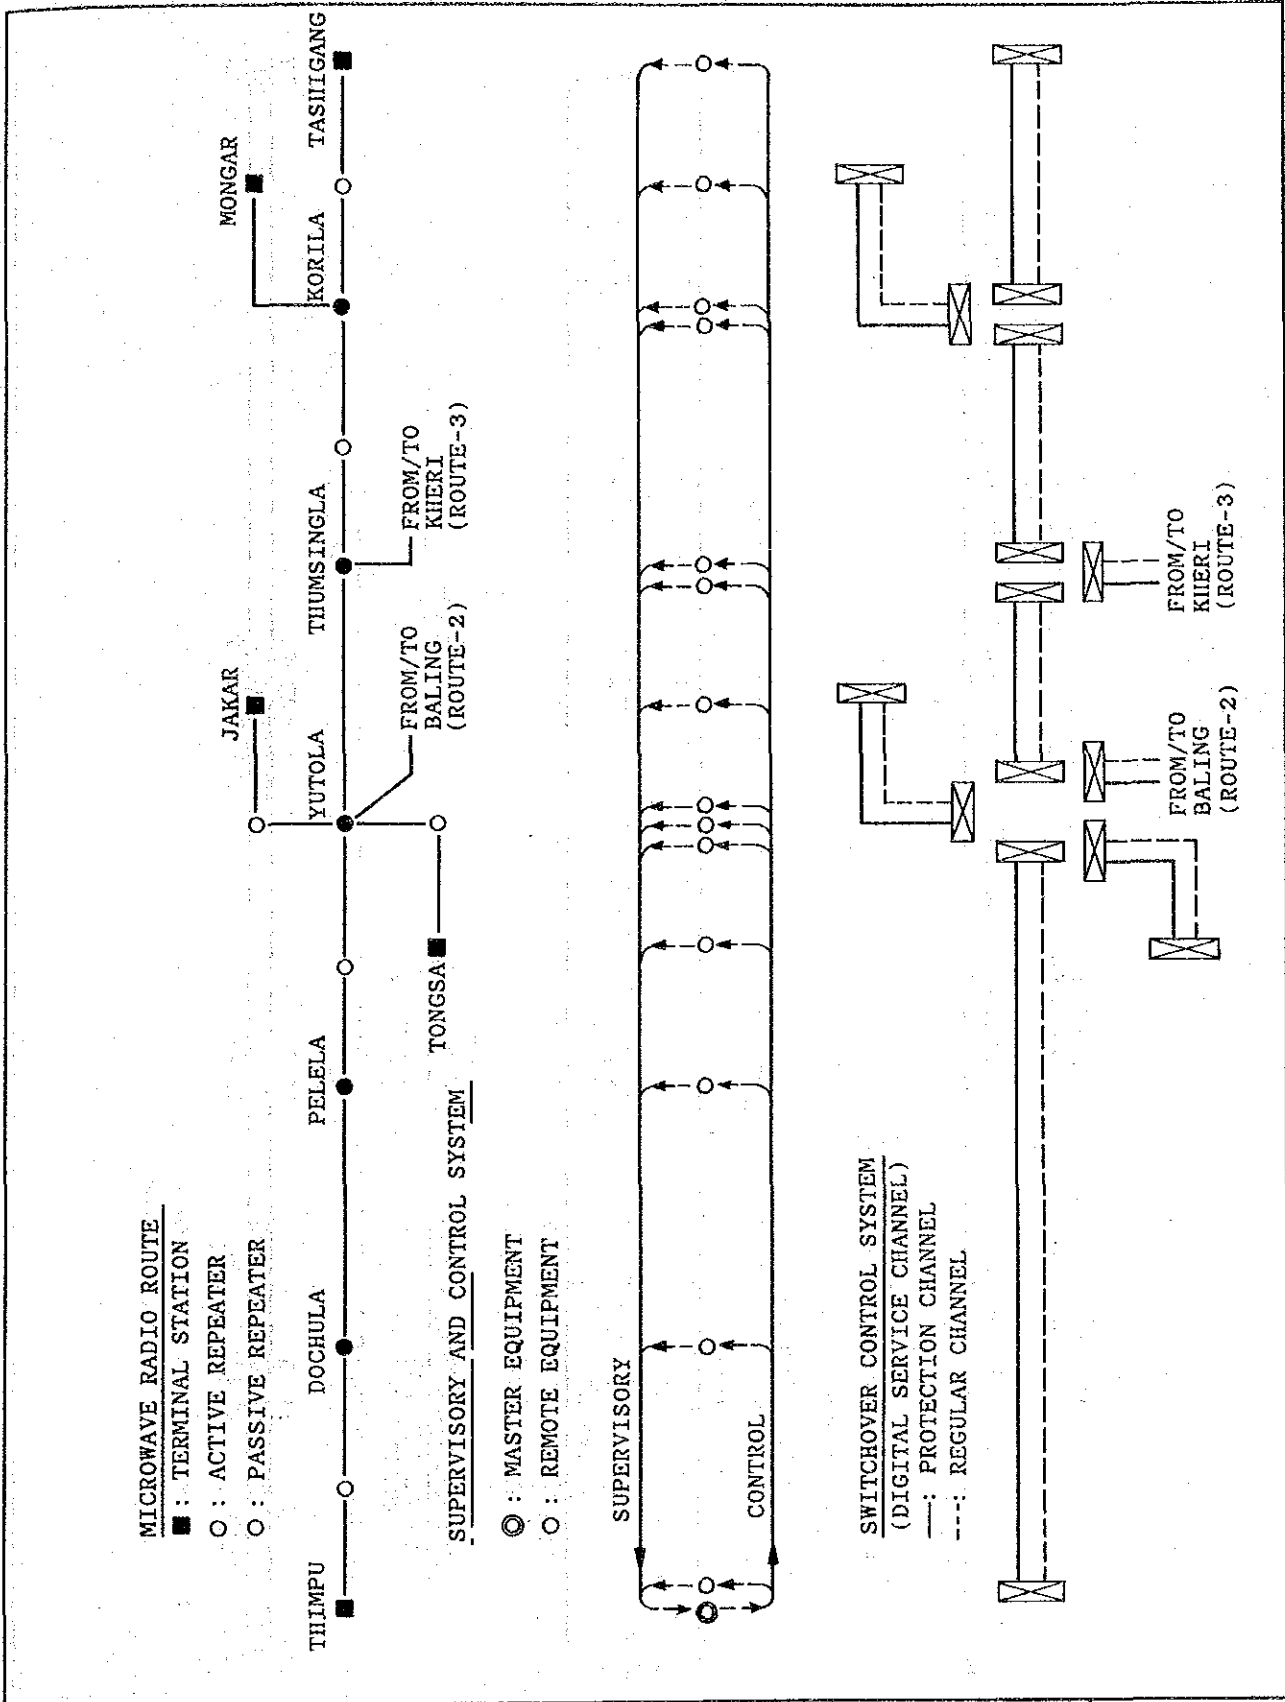 MICROWAVE RADIO ROUTE
■ : TERMINAL STATION
○ : ACTIVE REPEATER
○ : PASSIVE REPEATER
JAKAR
MONGAR
THIMPU
DOCHULA
PELELA
YUTOLA
THUMSINGLA
KORILA
TASHIGANG
TONGSA
FROM/TO
BALING
(ROUTE-2)
FROM/TO
KHERI
(ROUTE-3)
SUPERVISORY AND CONTROL SYSTEM
◎ : MASTER EQUIPMENT
○ : REMOTE EQUIPMENT
SUPERVISORY
CONTROL
SWITCHOVER CONTROL SYSTEM
(DIGITAL SERVICE CHANNEL)
——: PROTECTION CHANNEL
---: REGULAR CHANNEL
FROM/TO
BALING
(ROUTE-2)
FROM/TO
KHERI
(ROUTE-3)